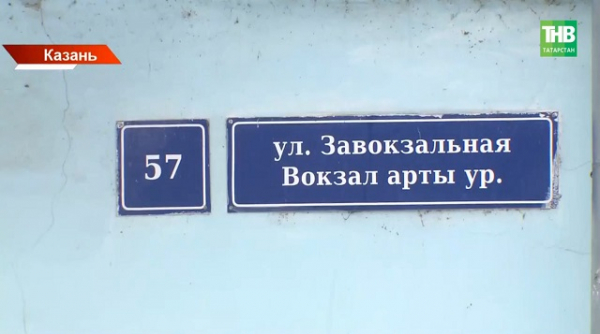 Казань
ТНВ
ТАТАРСТАН
57
ул. Завокзальная
Вокзал арты ур.